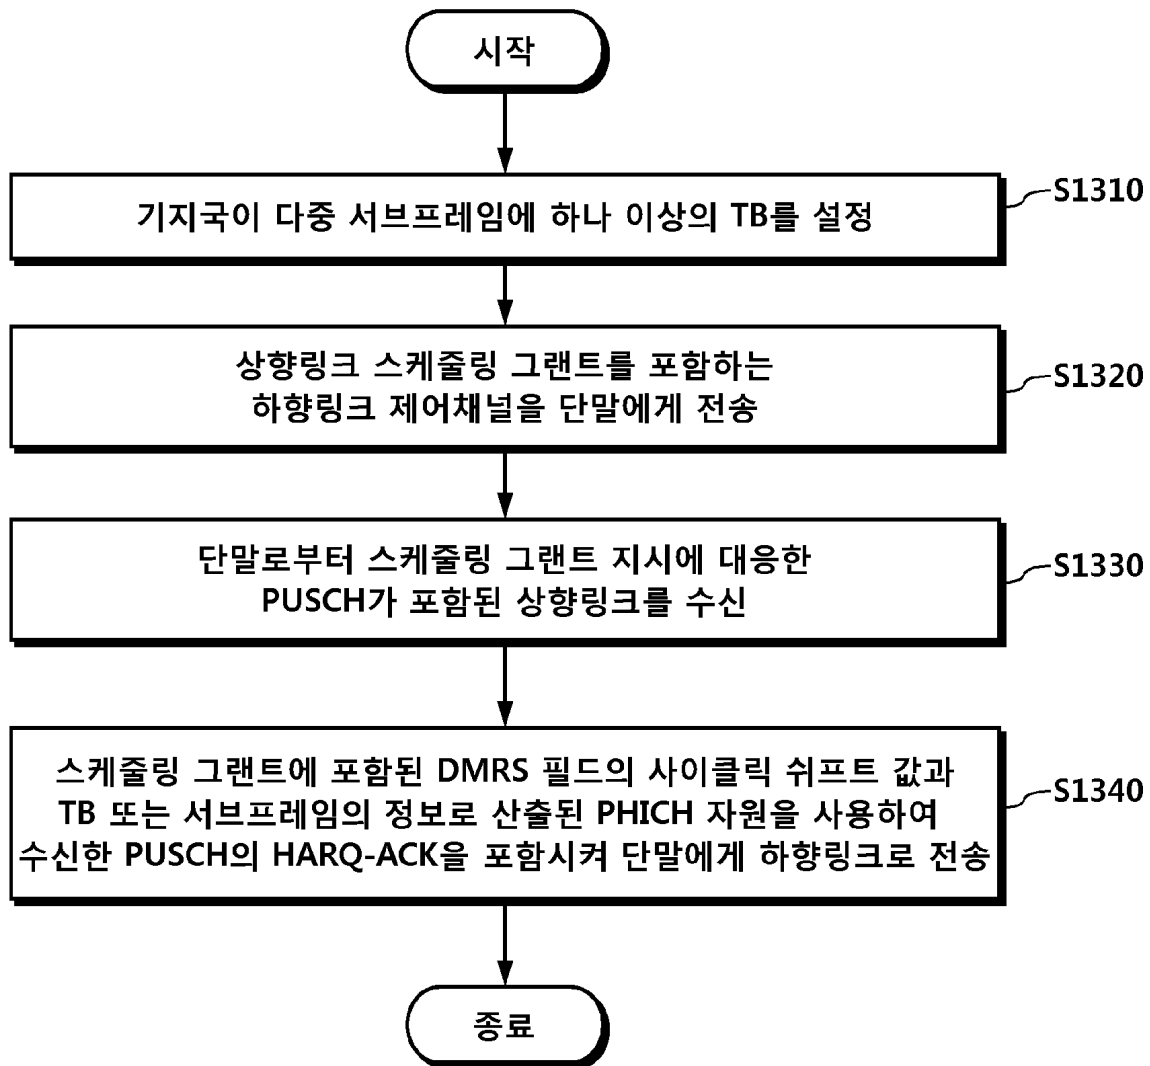 시작
기지국이 다중 서브프레임에 하나 이상의 TB를 설정
S1310
상향링크 스케줄링 그랜트를 포함하는
하향링크 제어채널을 단말에게 전송
S1320
단말로부터 스케줄링 그랜트 지시에 대응한
PUSCH가 포함된 상향링크를 수신
S1330
스케줄링 그랜트에 포함된 DMRS 필드의 사이클릭 쉬프트 값과
TB 또는 서브프레임의 정보로 산출된 PHICH 자원을 사용하여
수신한 PUSCH의 HARQ-ACK을 포함시켜 단말에게 하향링크로 전송
S1340
종료